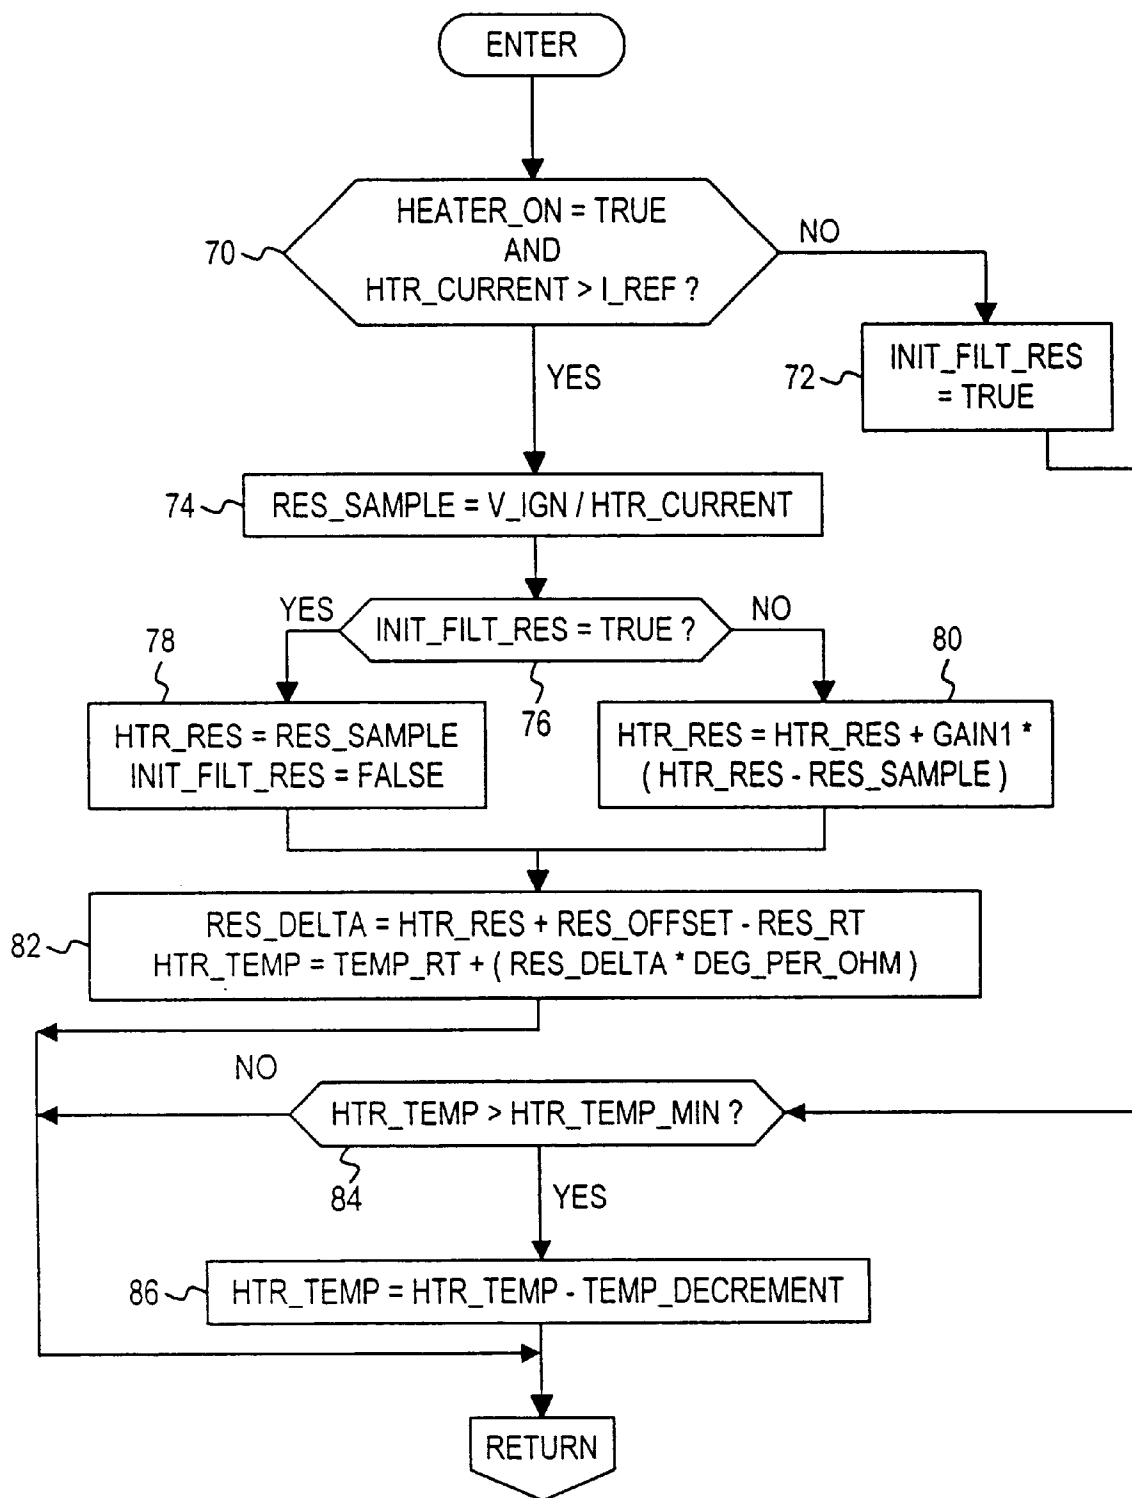 ENTER
HEATER_ON = TRUE
AND
HTR_CURRENT > I_REF ?
70
NO
YES
INIT_FILT_RES
= TRUE
72
RES_SAMPLE = V_IGN / HTR_CURRENT
74
YES
INIT_FILT_RES = TRUE ?
NO
76
78
HTR_RES = RES_SAMPLE
INIT_FILT_RES = FALSE
80
HTR_RES = HTR_RES + GAIN1 *
( HTR_RES - RES_SAMPLE )
82
RES_DELTA = HTR_RES + RES_OFFSET - RES_RT
HTR_TEMP = TEMP_RT + ( RES_DELTA * DEG_PER_OHM )
NO
HTR_TEMP > HTR_TEMP_MIN ?
84
YES
86
HTR_TEMP = HTR_TEMP - TEMP_DECREMENT
RETURN